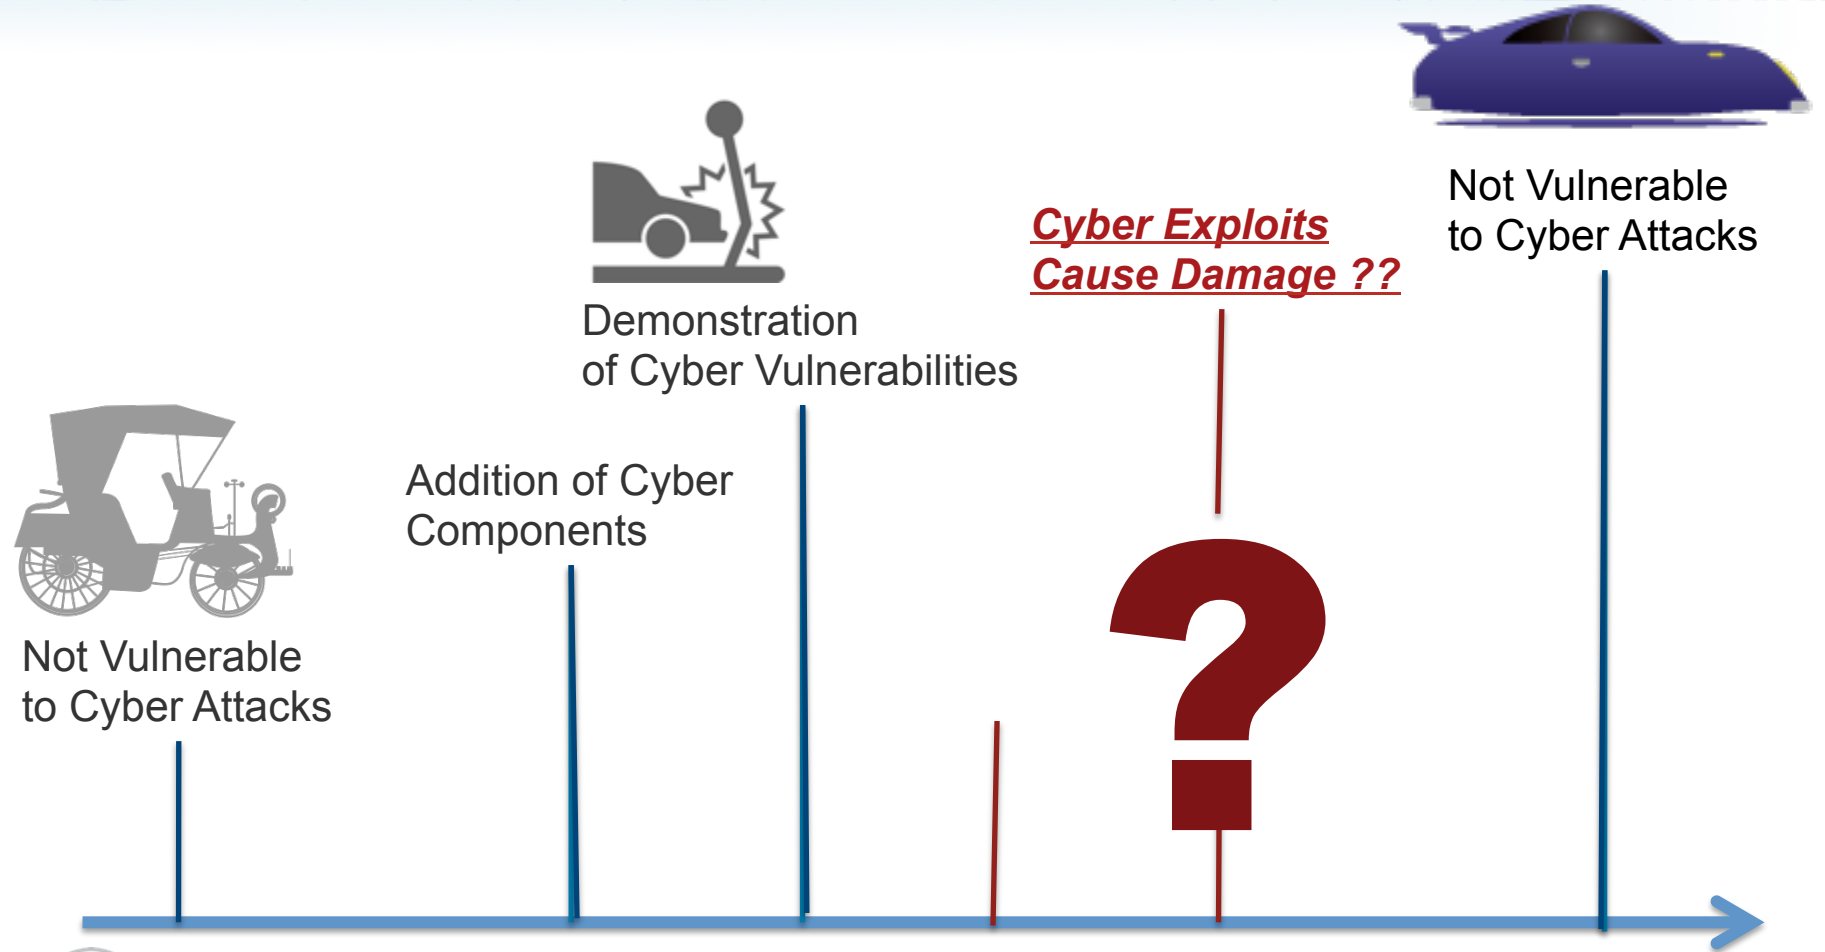 Not Vulnerable
to Cyber Attacks
Addition of Cyber
Components
Demonstration
of Cyber Vulnerabilities
Cyber Exploits
Cause Damage ??
?
Not Vulnerable
to Cyber Attacks